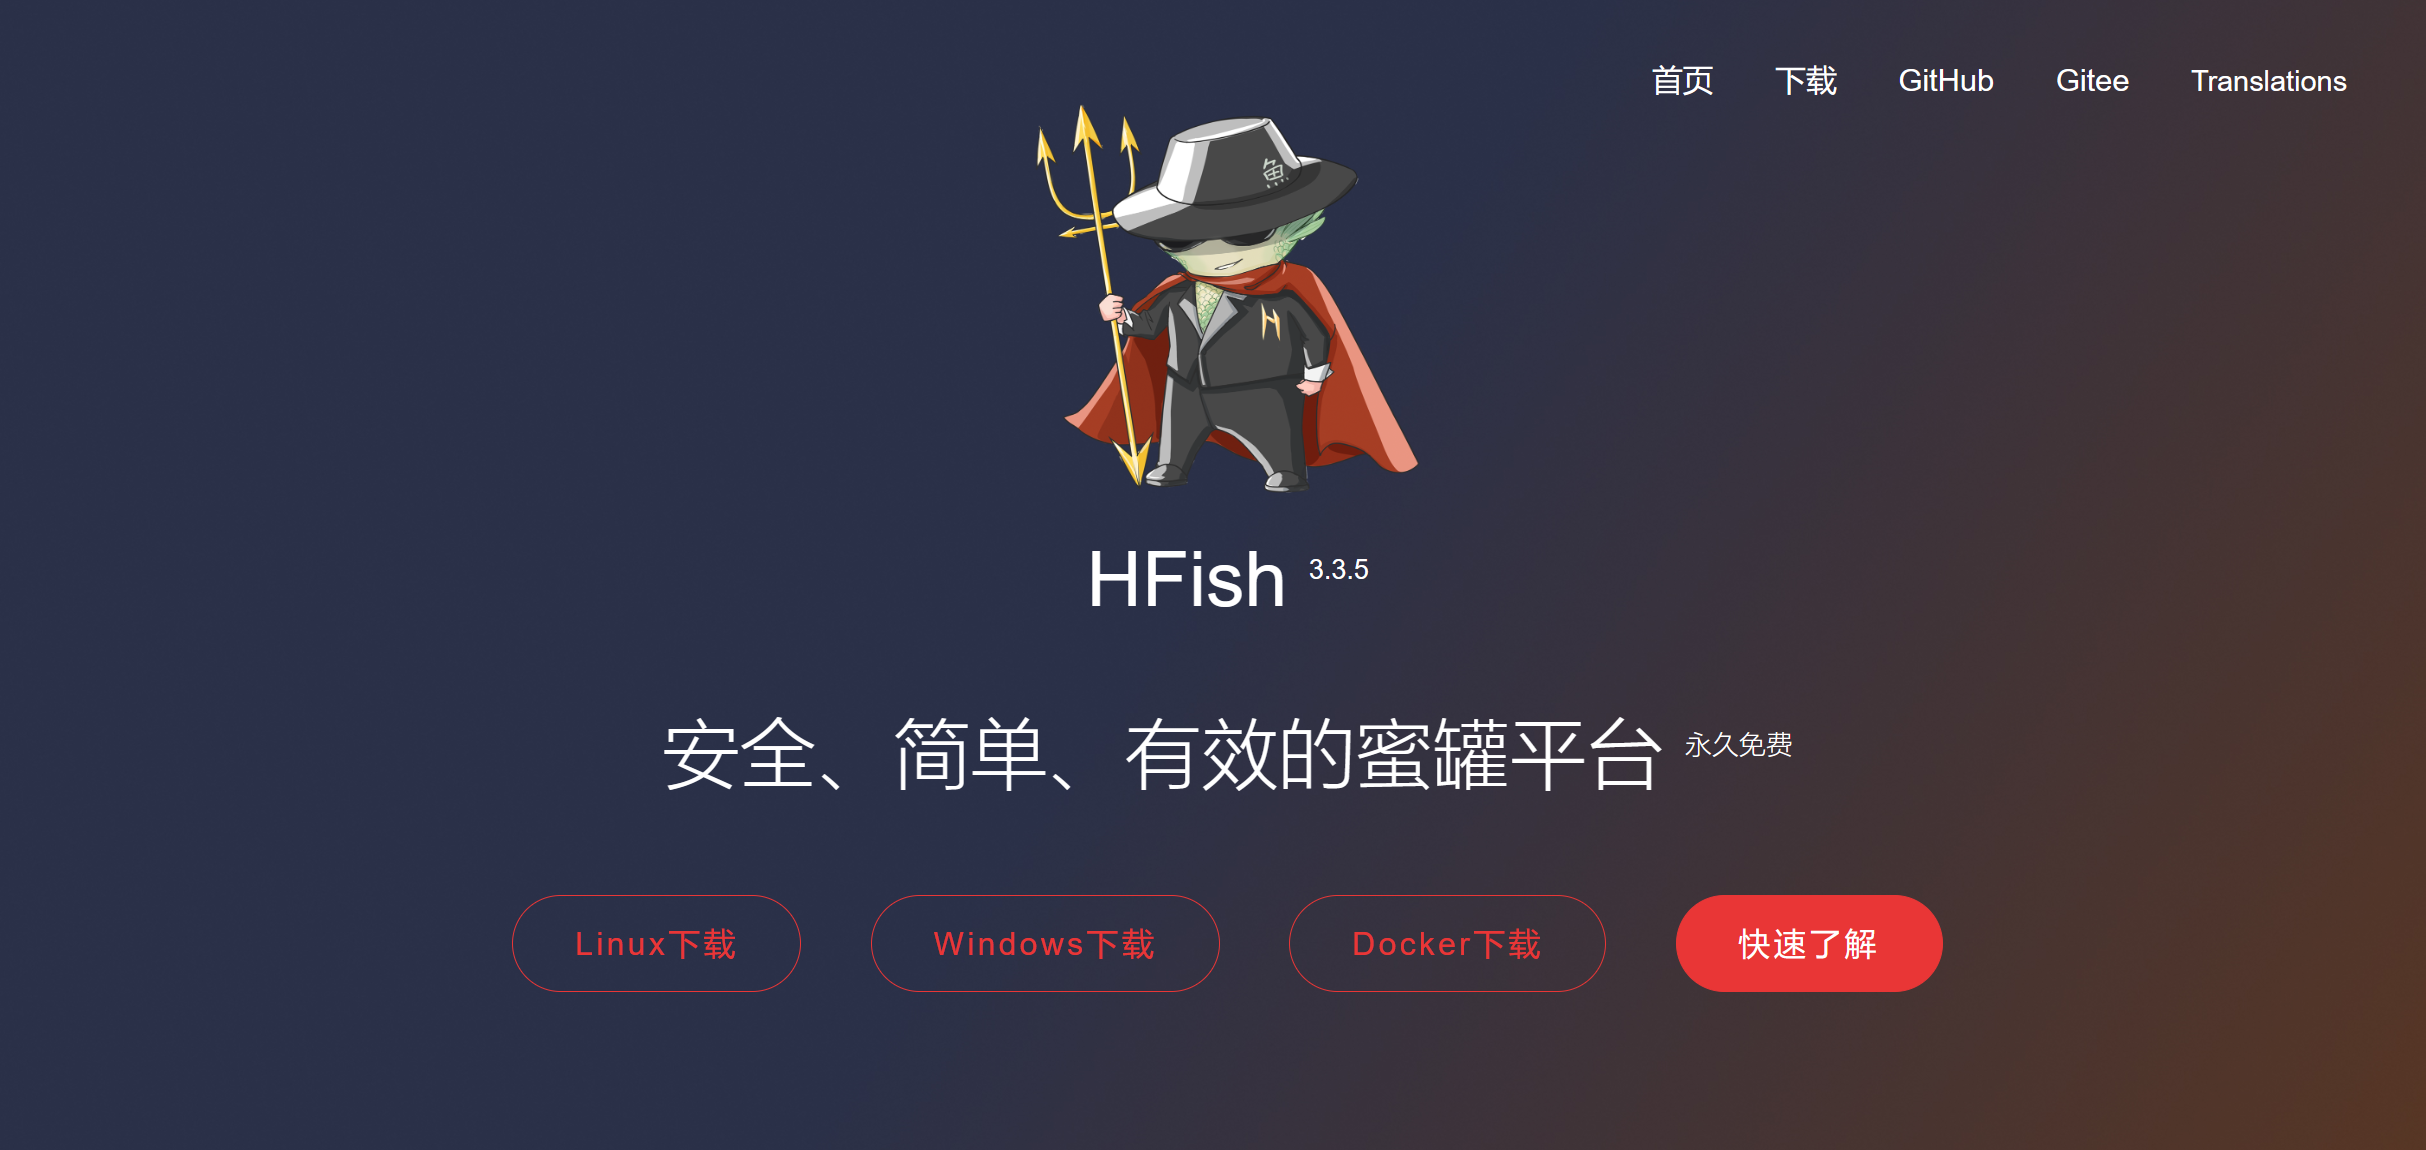 首页 下载 GitHub Gitee Translations
魚
H
HFish 3.3.5
安全、简单、有效的蜜罐平台 永久免费
Linux下载 Windows下载 Docker下载 快速了解